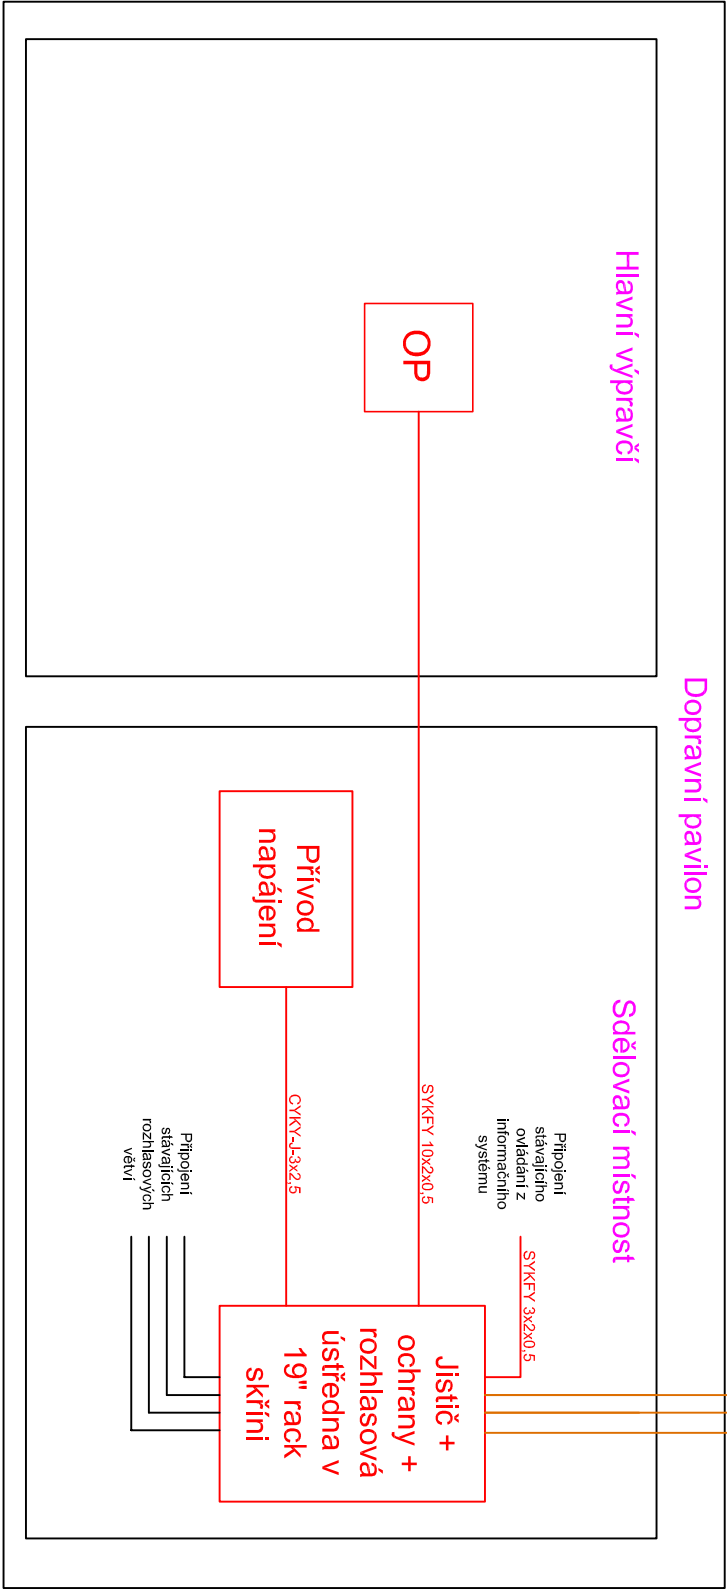 Dopravní pavilon
Hlavní výpravčí
OP
Sdělovací místnost
Připojení
stávajícího
ovládání z
informačního
systému
SYKFY 3x2x0,5
SYKFY 10x2x0,5
Přívod
napájení
CYKY-J-3x2,5
Jistič +
ochrany +
rozhlasová
ústředna v
19" rack
skříni
Připojení
stávajících
rozhlasových
větví